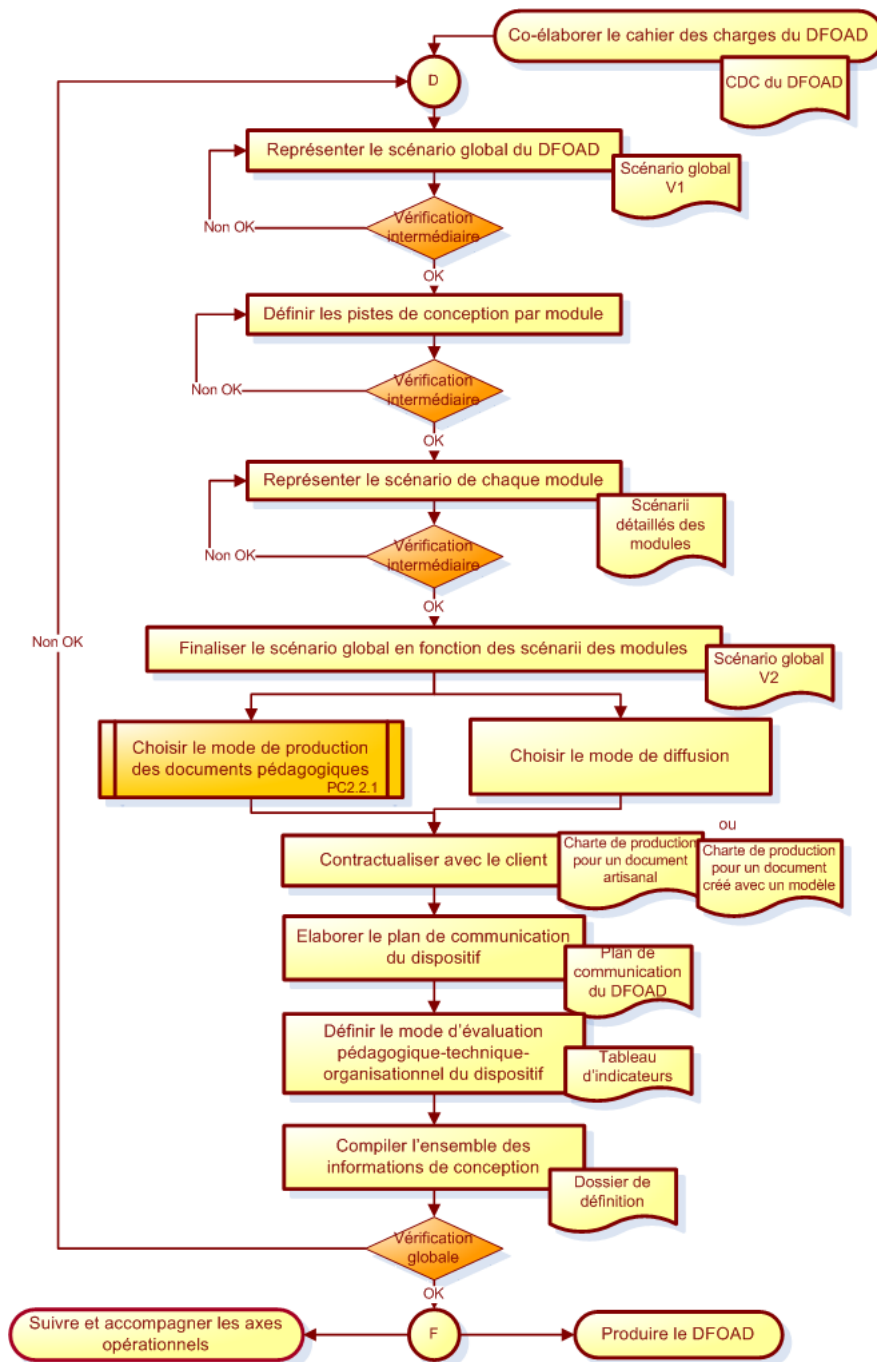 Co-élaborer le cahier des charges du DFOAD
D
CDC du DFOAD
Représenter le scénario global du DFOAD
Scénario global
V1
Non OK
Vérification
intermédiaire
OK
Définir les pistes de conception par module
Non OK
Vérification
intermédiaire
OK
Représenter le scénario de chaque module
Scénarii
détaillés des
modules
Non OK
Vérification
intermédiaire
OK
Non OK
Finaliser le scénario global en fonction des scénarii des modules
Scénario global
V2
Choisir le mode de production
des documents pédagogiques
PC2.2.1
Choisir le mode de diffusion
Contractualiser avec le client
Charte de production
pour un document
artisanal
ou
Charte de production
pour un document
créé avec un modèle
Elaborer le plan de communication
du dispositif
Plan de
communication
du DFOAD
Définir le mode d'évaluation
pédagogique-technique-
organisationnel du dispositif
Tableau
d'indicateurs
Compiler l'ensemble des
informations de conception
Dossier de
définition
Vérification
globale
OK
Suivre et accompagner les axes
opérationnels
F
Produire le DFOAD